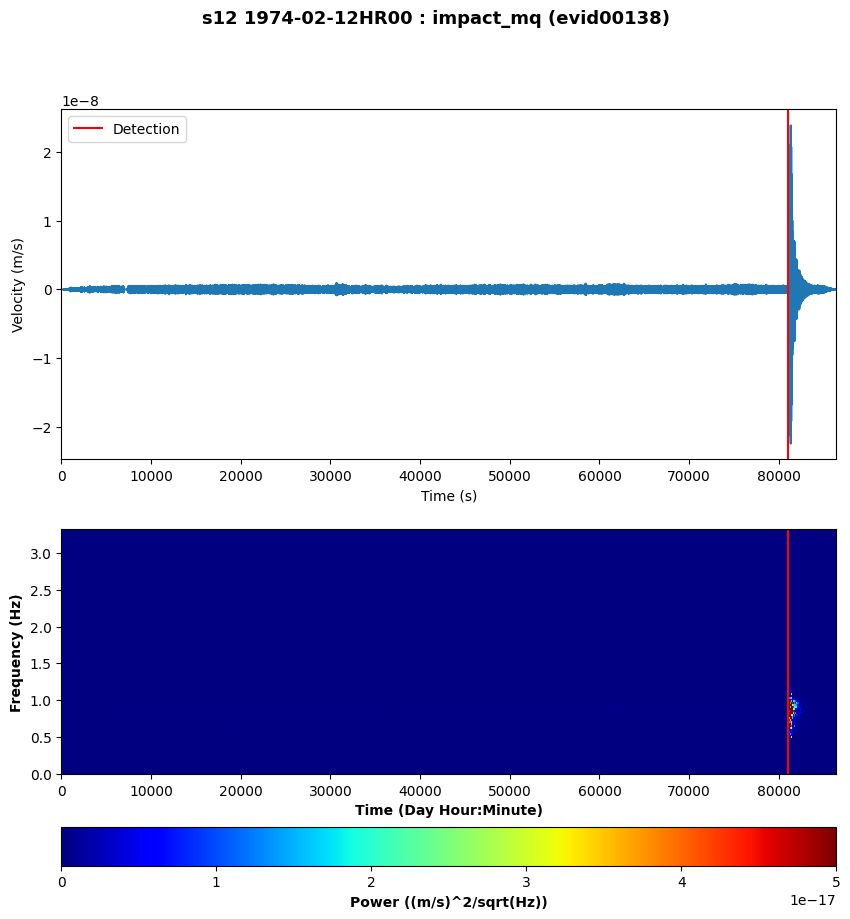 s12 1974-02-12HR00 : impact_mq (evid00138)
1e−8
Detection
2
1
0
−1
−2
Velocity (m/s)
0 10000 20000 30000 40000 50000 60000 70000 80000
Time (s)
3.0
2.5
2.0
1.5
1.0
0.5
0.0
Frequency (Hz)
0 10000 20000 30000 40000 50000 60000 70000 80000
Time (Day Hour:Minute)
0 1 2 3 4 5
1e−17
Power ((m/s)^2/sqrt(Hz))